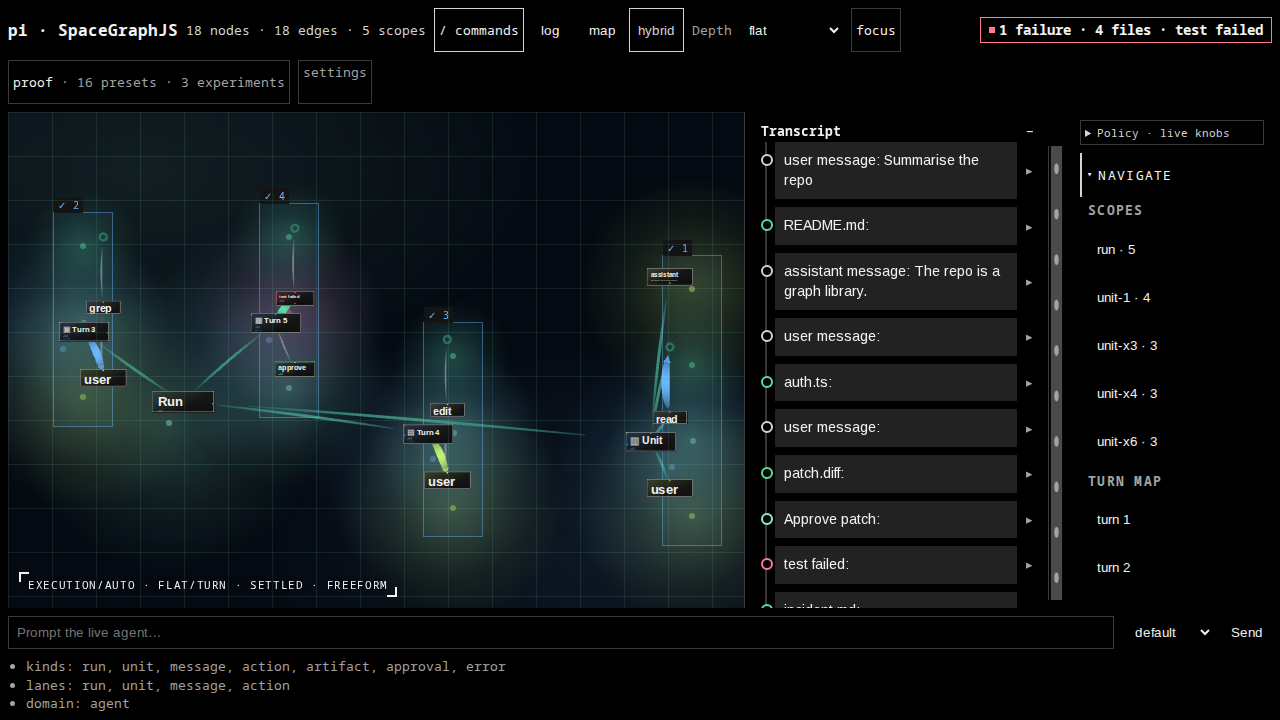 pi · SpaceGraphJS 18 nodes · 18 edges · 5 scopes / commands log map hybrid Depth flat focus 1 failure · 4 files · test failed
proof · 16 presets · 3 experiments settings
✓ 2
✓ 4
✓ 3
✓ 1
grep
Turn 3
user
Run
test failed
Turn 5
approve
edit
Turn 4
user
assistant
read
Unit
user
EXECUTION/AUTO · FLAT/TURN · SETTLED · FREEFORM
Transcript –
user message: Summarise the
repo
README.md:
assistant message: The repo is a
graph library.
user message:
auth.ts:
user message:
patch.diff:
Approve patch:
test failed:
incident.md:
Policy · live knobs
NAVIGATE
SCOPES
run · 5
unit-1 · 4
unit-x3 · 3
unit-x4 · 3
unit-x6 · 3
TURN MAP
turn 1
turn 2
Prompt the live agent… default Send
• kinds: run, unit, message, action, artifact, approval, error
• lanes: run, unit, message, action
• domain: agent